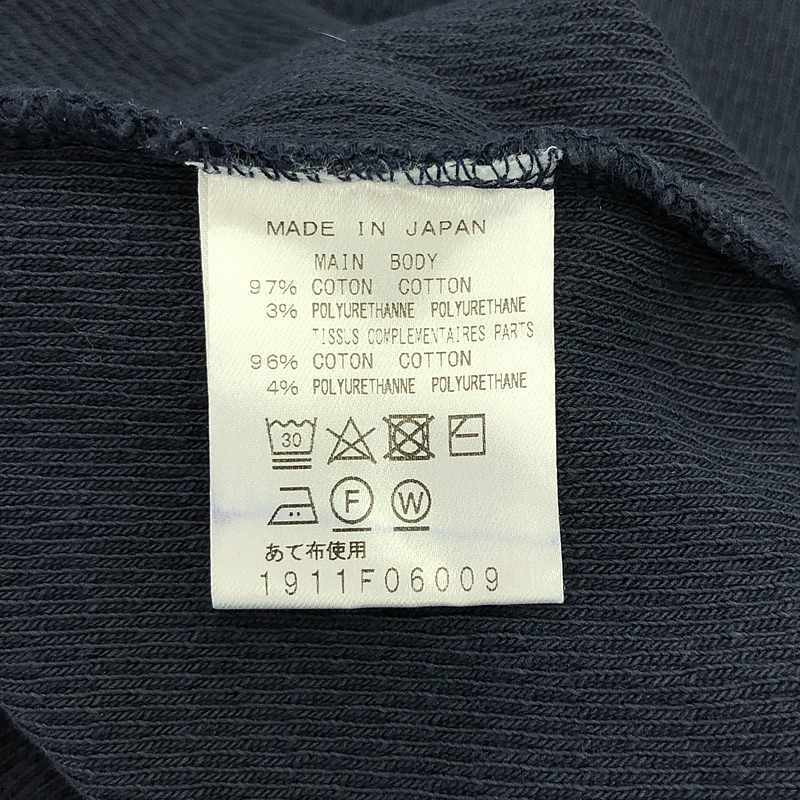 MADE IN JAPAN
MAIN BODY
97% COTON COTTON
3% POLYURETHANNE POLYURETHANE
TISSUS COMPLEMENTAIRES PARTS
96% COTON COTTON
4% POLYURETHANNE POLYURETHANE
30
F W
あて布使用
1911F06009